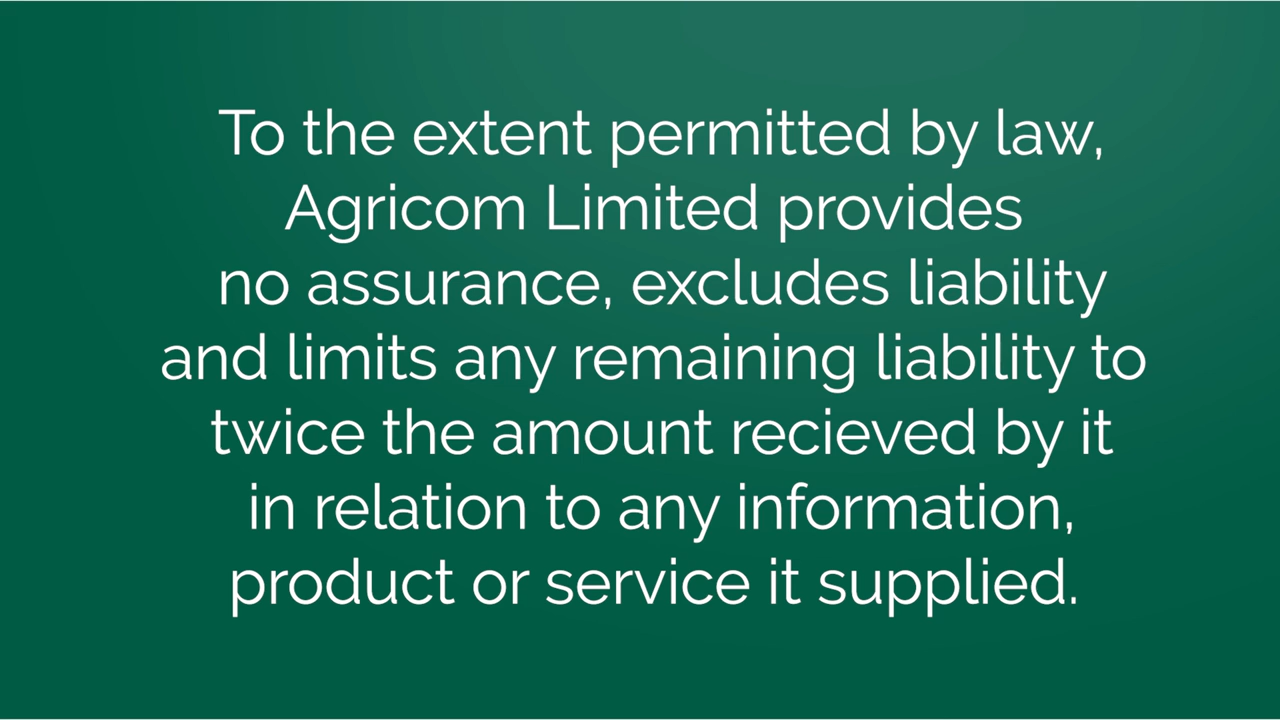 To the extent permitted by law,
Agricom Limited provides
no assurance, excludes liability
and limits any remaining liability to
twice the amount recieved by it
in relation to any information,
product or service it supplied.